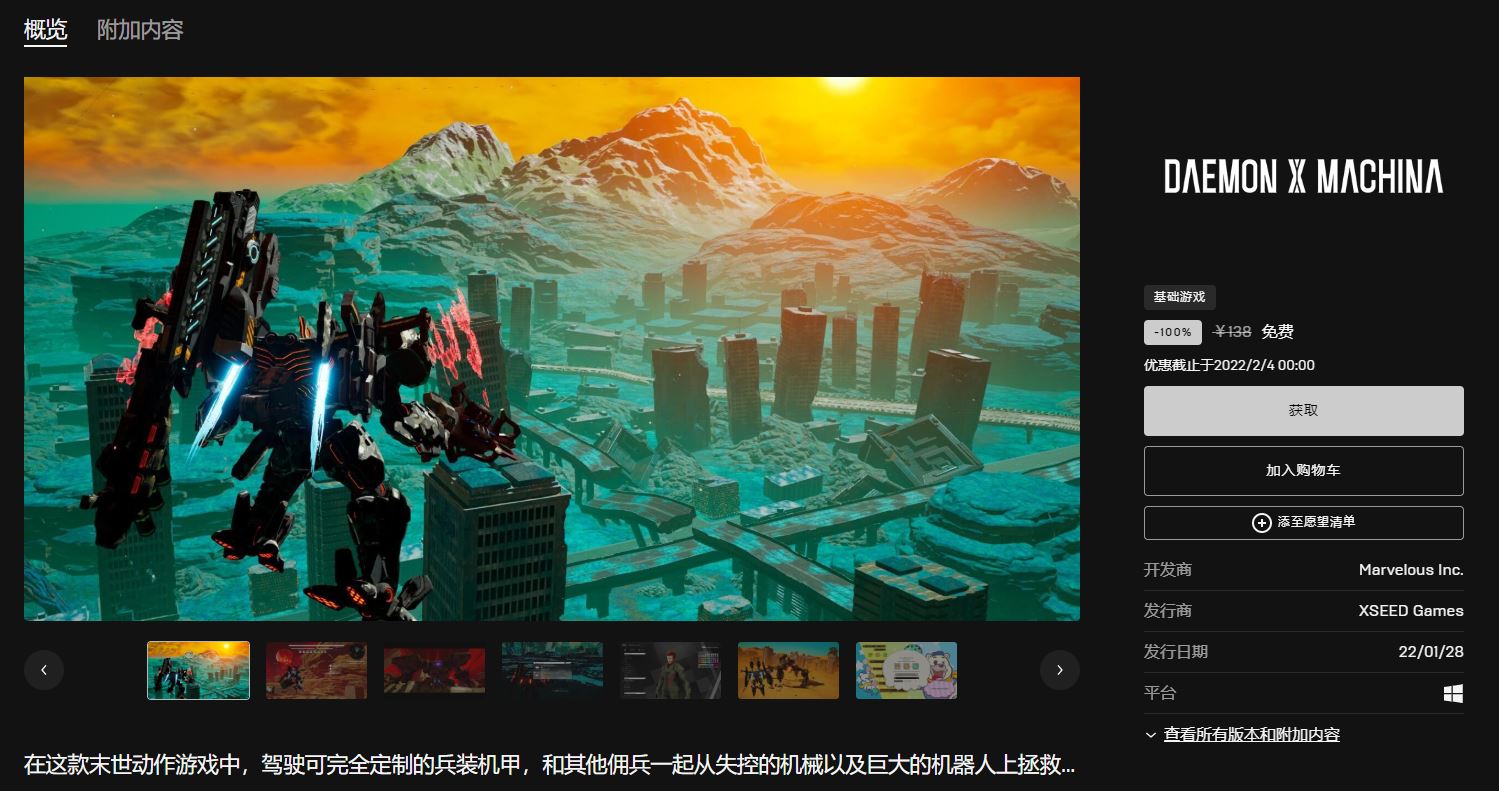 概览 附加内容
DAEMON X MACHINA
基础游戏
-100% ￥138 免费
优惠截止于2022/2/4 00:00
获取
加入购物车
添至愿望清单
开发商 Marvelous Inc.
发行商 XSEED Games
发行日期 22/01/28
平台
查看所有版本和附加内容
在这款末世动作游戏中，驾驶可完全定制的兵装机甲，和其他佣兵一起从失控的机械以及巨大的机器人上拯救...